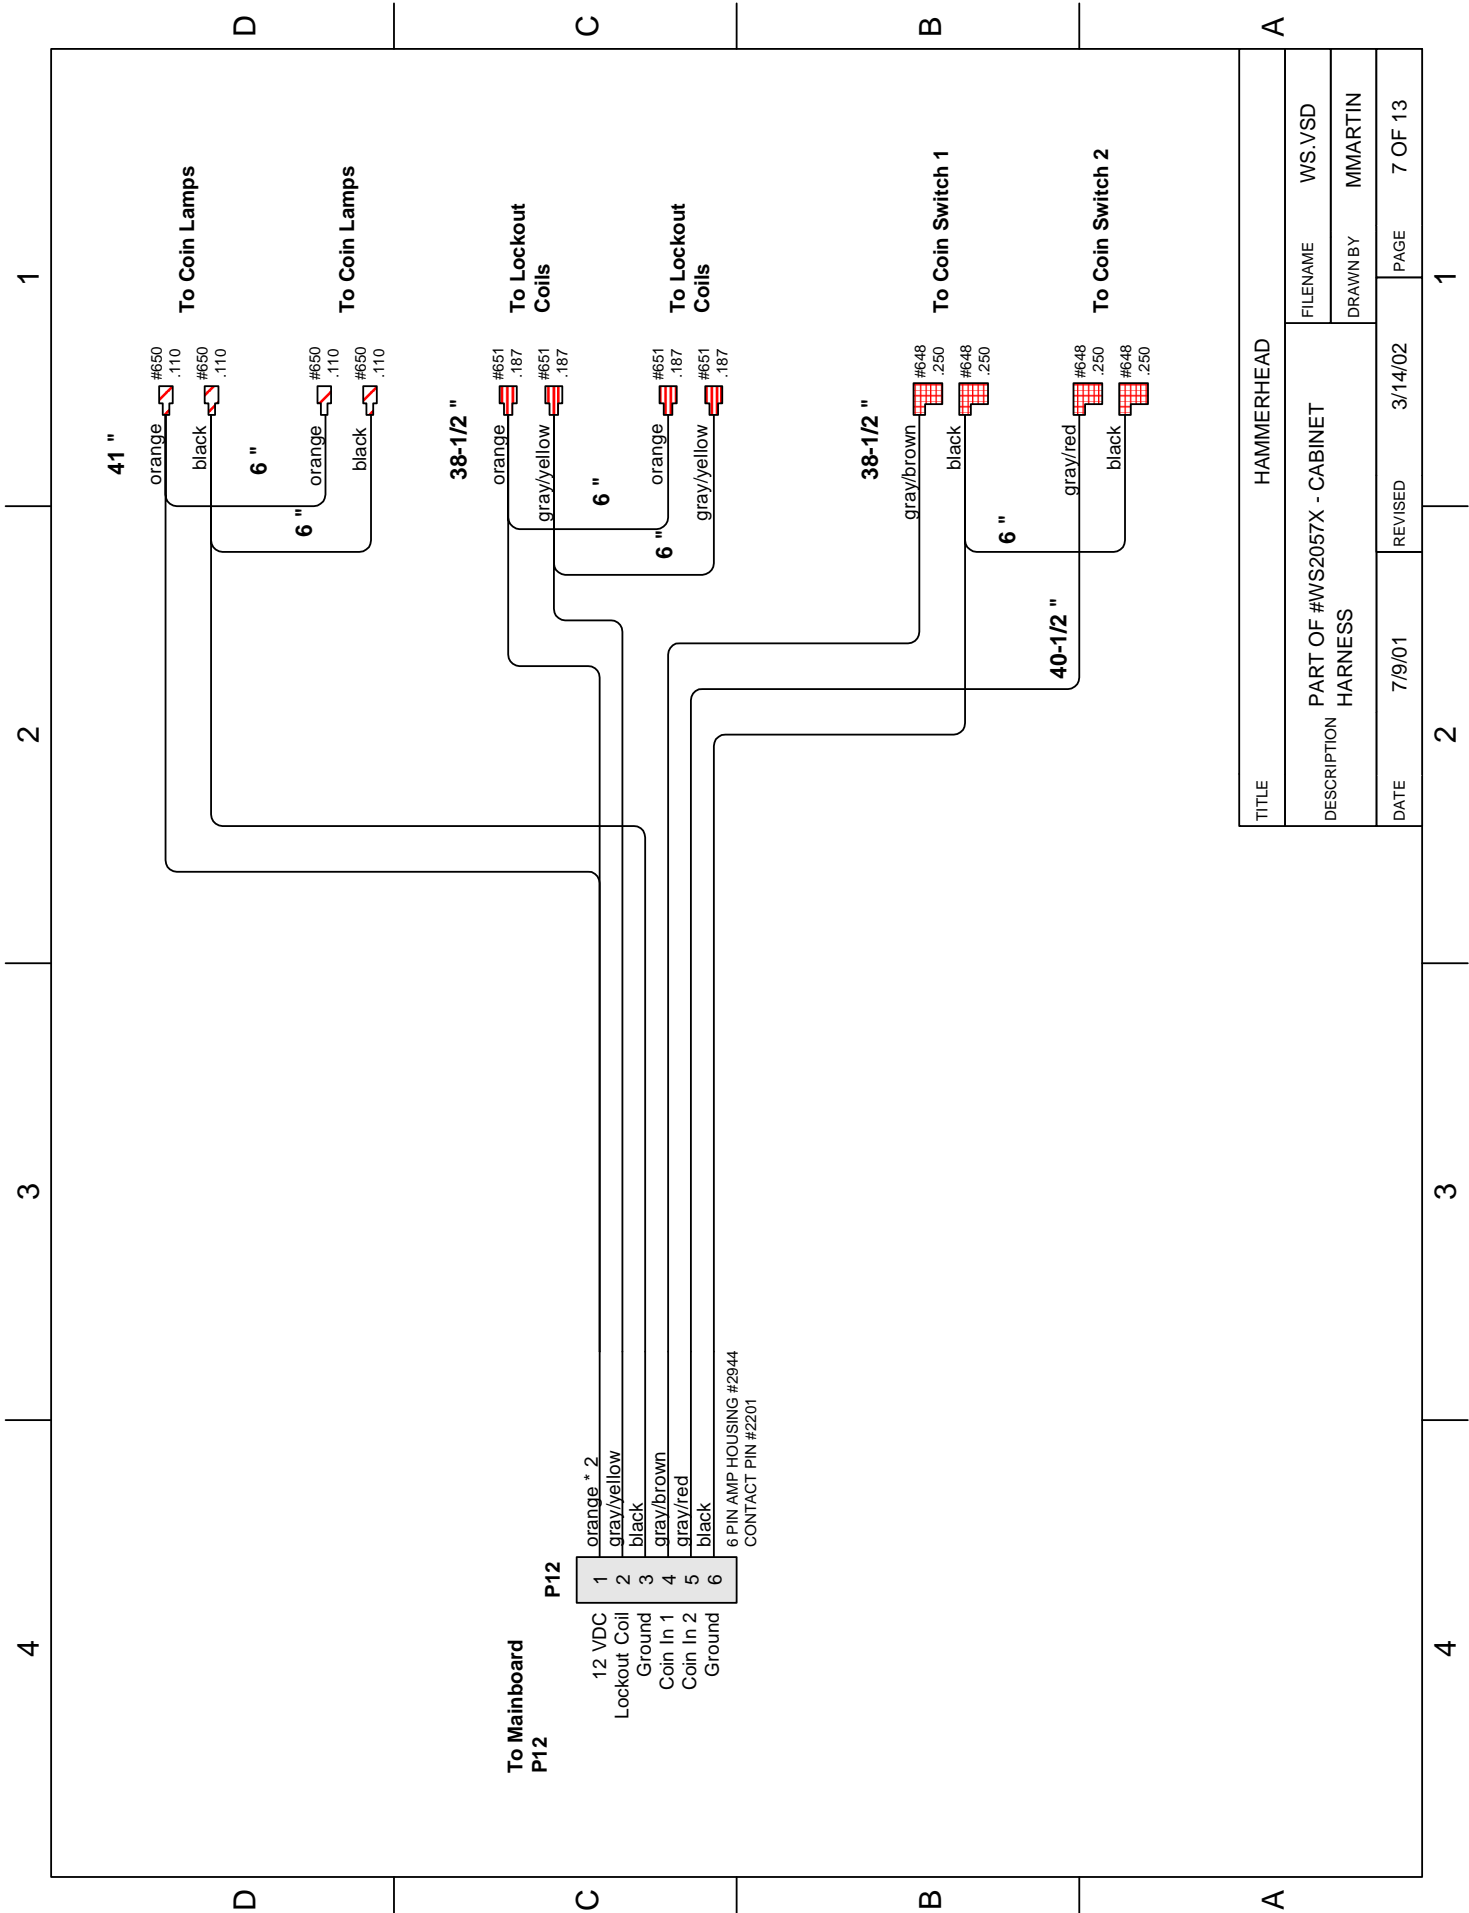 4
3
2
1
D
D
C
C
B
B
A
A
41 "
orange
#650
.110
black
#650
.110
To Coin Lamps
6 "
orange
#650
.110
6 "
black
#650
.110
To Coin Lamps
38-1/2 "
orange
#651
.187
gray/yellow
#651
.187
To Lockout
Coils
6 "
orange
#651
.187
6 "
gray/yellow
#651
.187
To Lockout
Coils
38-1/2 "
gray/brown
#648
.250
black
#648
.250
To Coin Switch 1
6 "
40-1/2 "
gray/red
#648
.250
black
#648
.250
To Coin Switch 2
To Mainboard
P12
P12
12 VDC 1 orange * 2
Lockout Coil 2 gray/yellow
Ground 3 black
Coin In 1 4 gray/brown
Coin In 2 5 gray/red
Ground 6 black
6 PIN AMP HOUSING #2944
CONTACT PIN #2201
TITLE HAMMERHEAD
DESCRIPTION PART OF #WS2057X - CABINET
HARNESS
FILENAME WS.VSD
DRAWN BY MMARTIN
DATE 7/9/01 REVISED 3/14/02 PAGE 7 OF 13
4
3
2
1